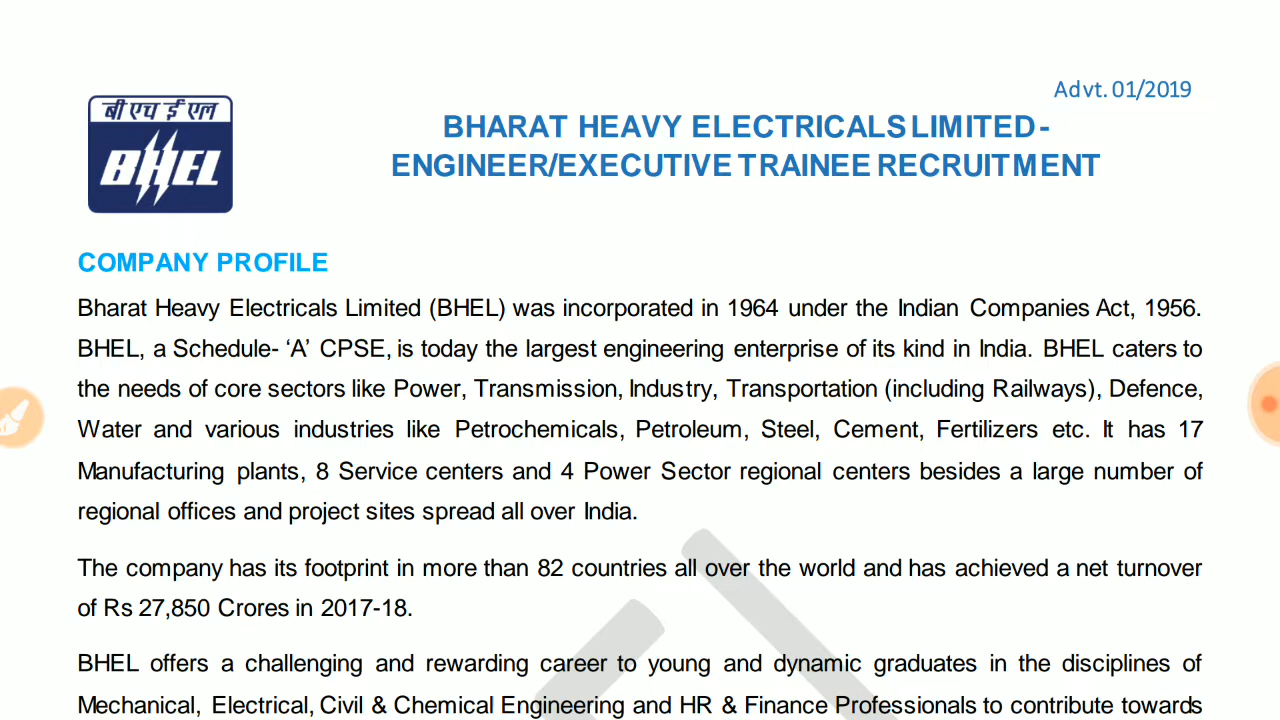 Advt. 01/2019
बी एच ई एल
BHEL
BHARAT HEAVY ELECTRICALS LIMITED-
ENGINEER/EXECUTIVE TRAINEE RECRUITMENT
COMPANY PROFILE
Bharat Heavy Electricals Limited (BHEL) was incorporated in 1964 under the Indian Companies Act, 1956.
BHEL, a Schedule- ‘A’ CPSE, is today the largest engineering enterprise of its kind in India. BHEL caters to
the needs of core sectors like Power, Transmission, Industry, Transportation (including Railways), Defence,
Water and various industries like Petrochemicals, Petroleum, Steel, Cement, Fertilizers etc. It has 17
Manufacturing plants, 8 Service centers and 4 Power Sector regional centers besides a large number of
regional offices and project sites spread all over India.
The company has its footprint in more than 82 countries all over the world and has achieved a net turnover
of Rs 27,850 Crores in 2017-18.
BHEL offers a challenging and rewarding career to young and dynamic graduates in the disciplines of
Mechanical, Electrical, Civil & Chemical Engineering and HR & Finance Professionals to contribute towards